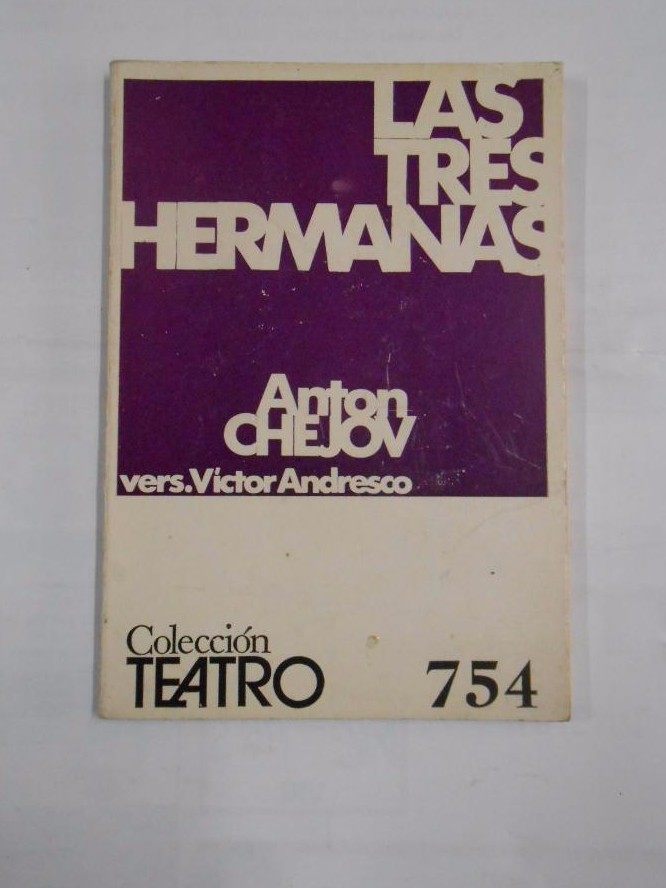 LAS
TRES
HERMANAS
Anton
CHEJOV
vers.Víctor Andresco
Colección
TEATRO
754